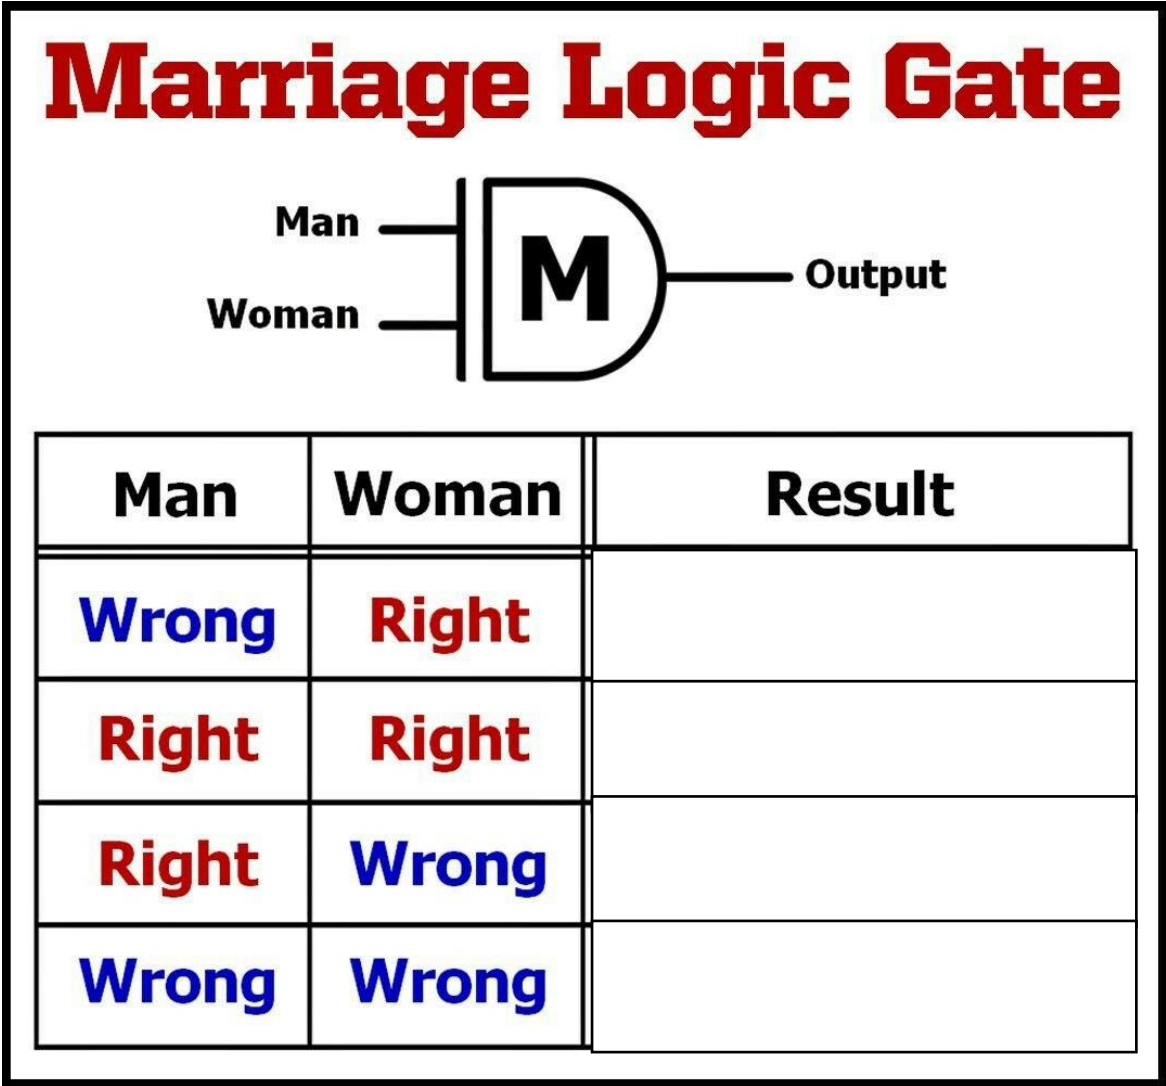 Marriage Logic Gate
Man
Woman
M
Output
Man Woman Result
Wrong Right
Right Right
Right Wrong
Wrong Wrong